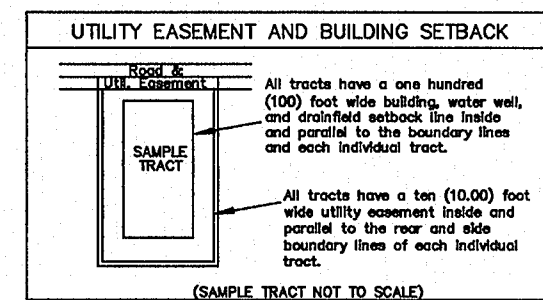 UTILITY EASEMENT AND BUILDING SETBACK
Road &
Util. Easement
All tracts have a one hundred
(100) foot wide building, water well,
and drainfield setback line inside
and parallel to the boundary lines
and each individual tract.
SAMPLE
TRACT
All tracts have a ten (10.00) foot
wide utility easement inside and
parallel to the rear and side
boundary lines of each individual
tract.
(SAMPLE TRACT NOT TO SCALE)